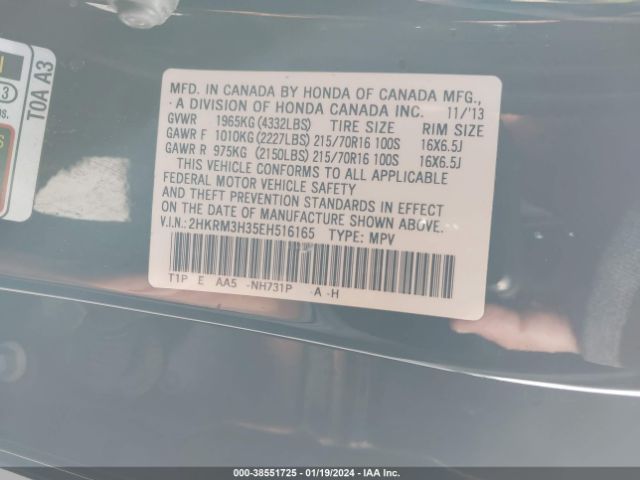 3
TOA A3
MFD. IN CANADA BY HONDA OF CANADA MFG.,
A DIVISION OF HONDA CANADA INC. 11/'13
GVWR 1965KG(4332LBS) TIRE SIZE RIM SIZE
GAWR F 1010KG(2227LBS) 215/70R16 100S 16X6.5J
GAWR R 975KG (2150LBS) 215/70R16 100S 16X6.5J
THIS VEHICLE CONFORMS TO ALL APPLICABLE
FEDERAL MOTOR VEHICLE SAFETY
AND THEFT PREVENTION STANDARDS IN EFFECT
ON THE DATE OF MANUFACTURE SHOWN ABOVE.
V.I.N.: 2HKRM3H35EH516165 TYPE: MPV
T1P E AA5 -NH731P -A -H
000-38551725 - 01/19/2024 - IAA Inc.